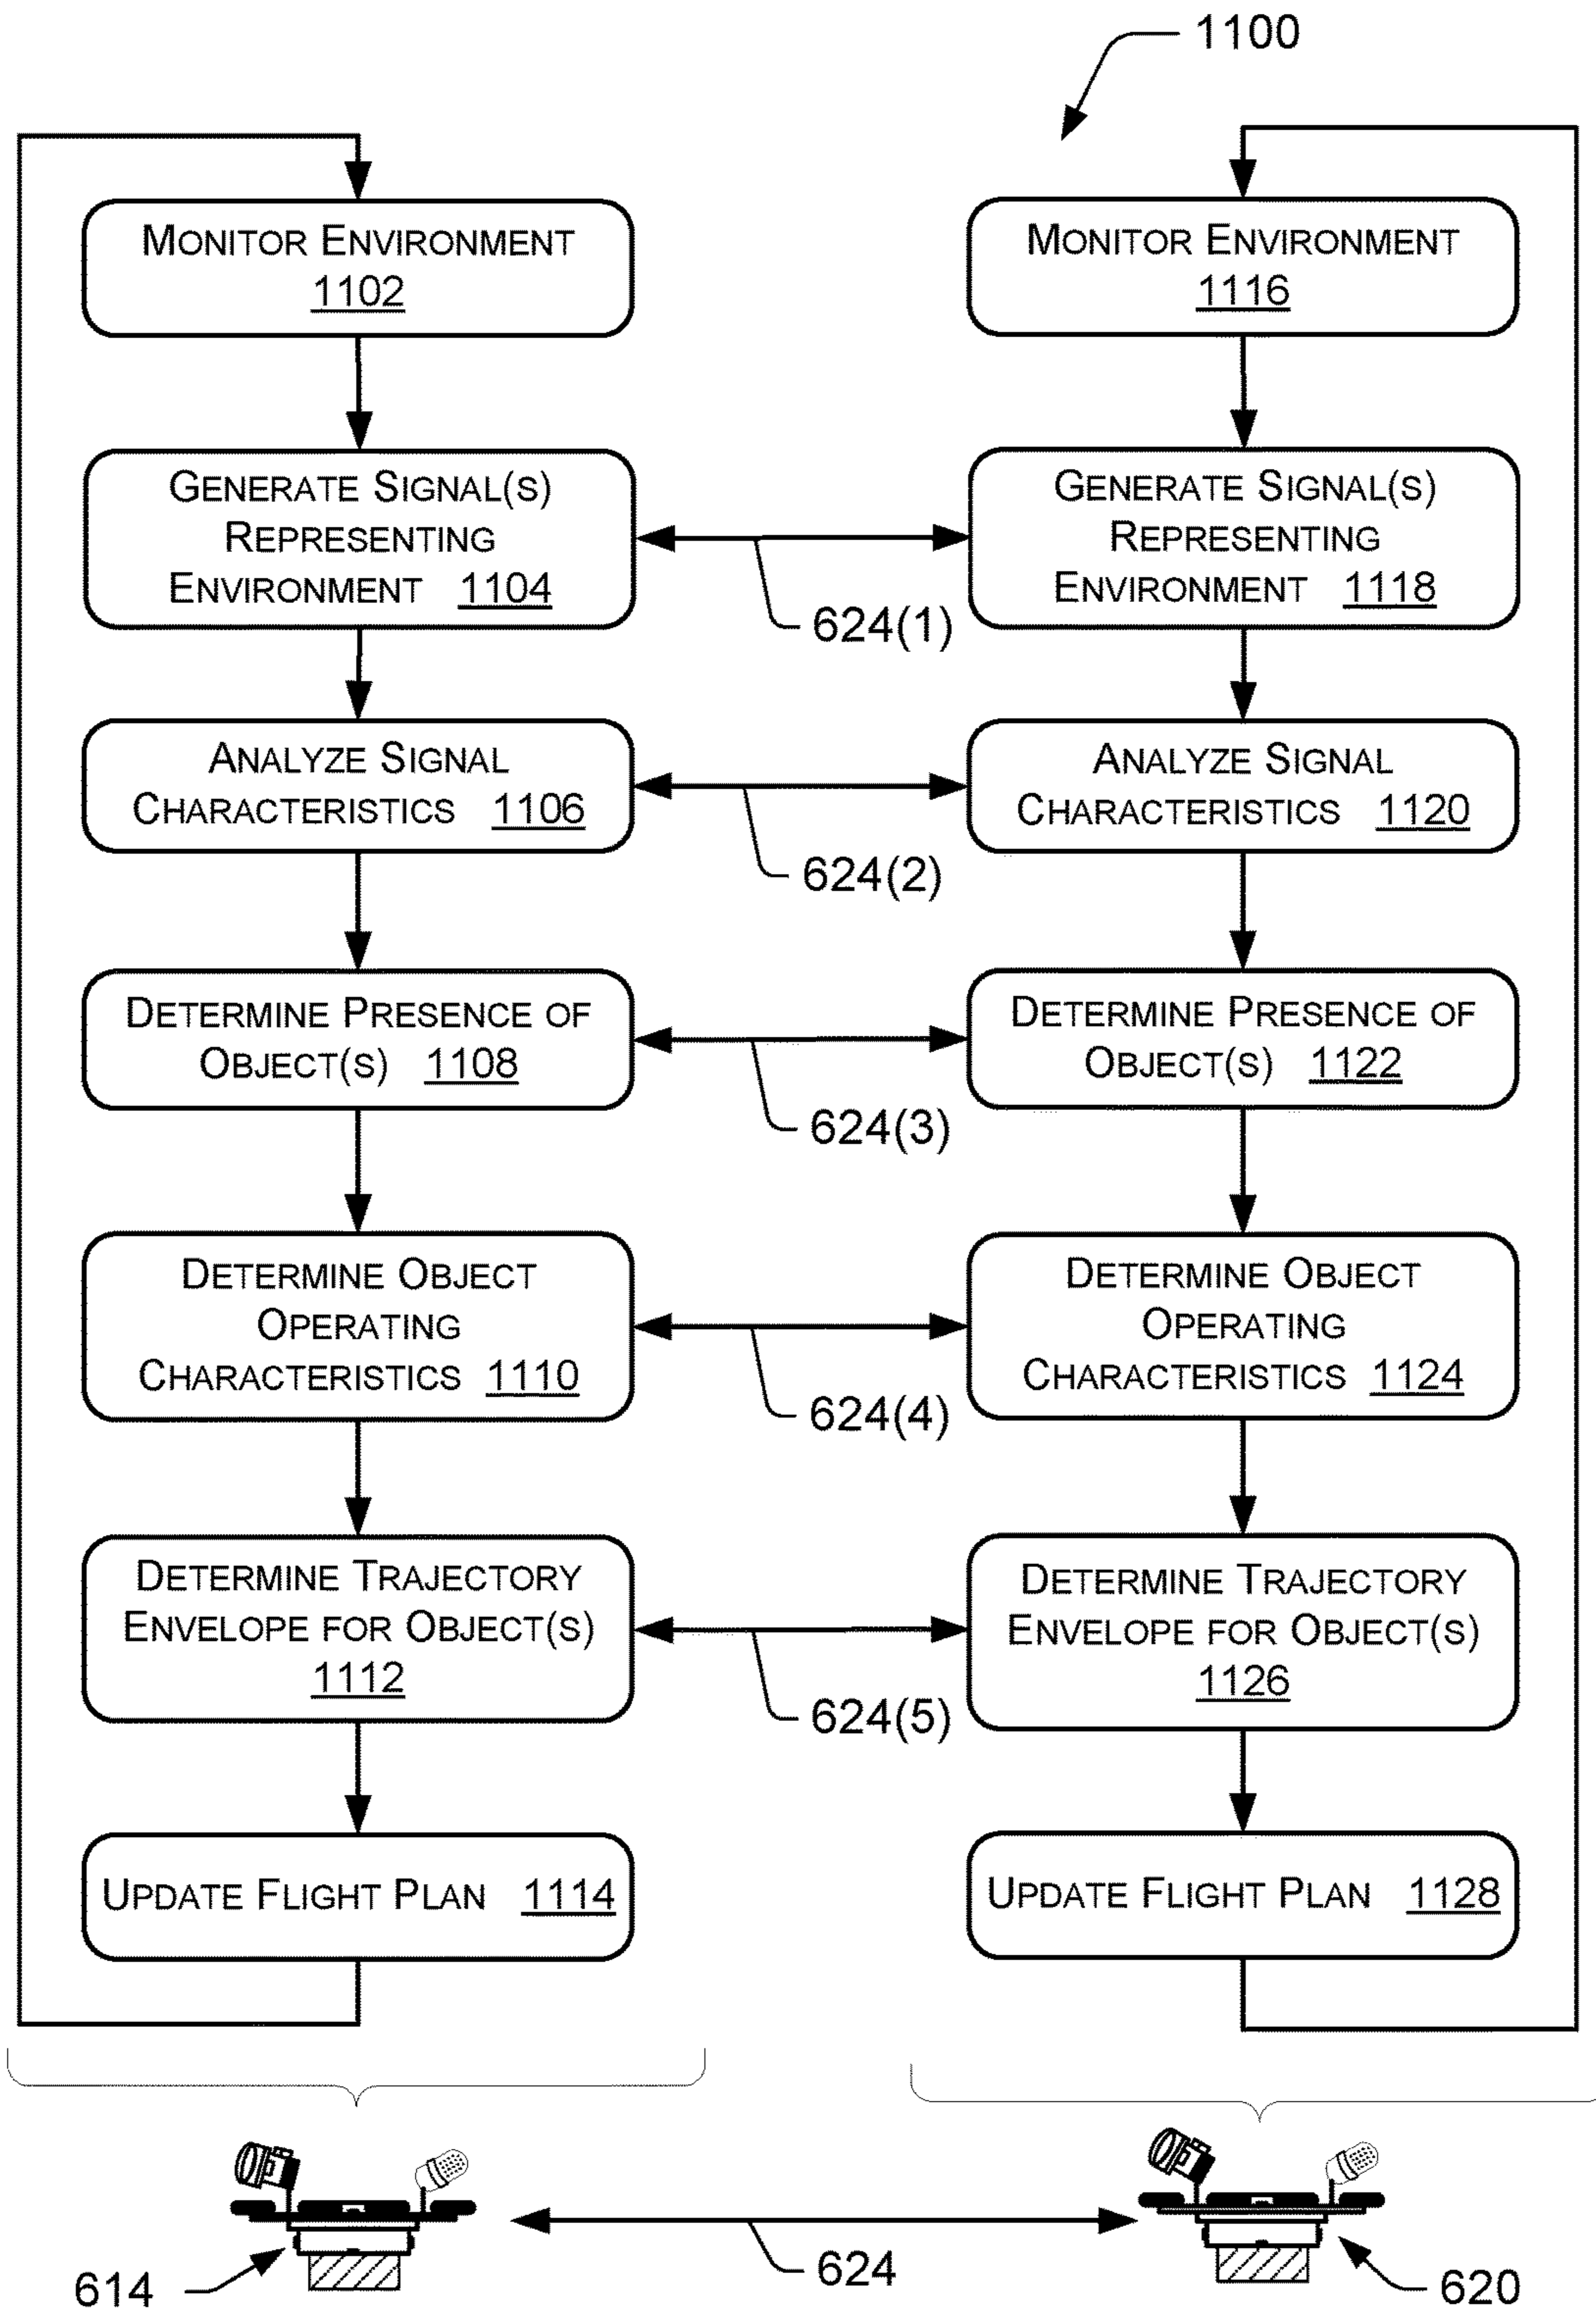 1100
MONITOR ENVIRONMENT
1102
MONITOR ENVIRONMENT
1116
GENERATE SIGNAL(S)
REPRESENTING
ENVIRONMENT 1104
GENERATE SIGNAL(S)
REPRESENTING
ENVIRONMENT 1118
624(1)
ANALYZE SIGNAL
CHARACTERISTICS 1106
ANALYZE SIGNAL
CHARACTERISTICS 1120
624(2)
DETERMINE PRESENCE OF
OBJECT(S) 1108
DETERMINE PRESENCE OF
OBJECT(S) 1122
624(3)
DETERMINE OBJECT
OPERATING
CHARACTERISTICS 1110
DETERMINE OBJECT
OPERATING
CHARACTERISTICS 1124
624(4)
DETERMINE TRAJECTORY
ENVELOPE FOR OBJECT(S)
1112
DETERMINE TRAJECTORY
ENVELOPE FOR OBJECT(S)
1126
624(5)
UPDATE FLIGHT PLAN 1114
UPDATE FLIGHT PLAN 1128
614
624
620